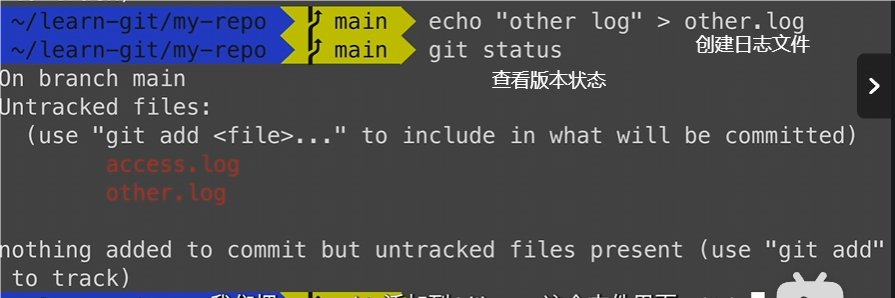 ~/learn-git/my-repo main echo "other log" > other.log
创建日志文件
~/learn-git/my-repo main git status
查看版本状态
On branch main
Untracked files:
(use "git add <file>..." to include in what will be committed)
access.log
other.log
nothing added to commit but untracked files present (use "git add"
to track)